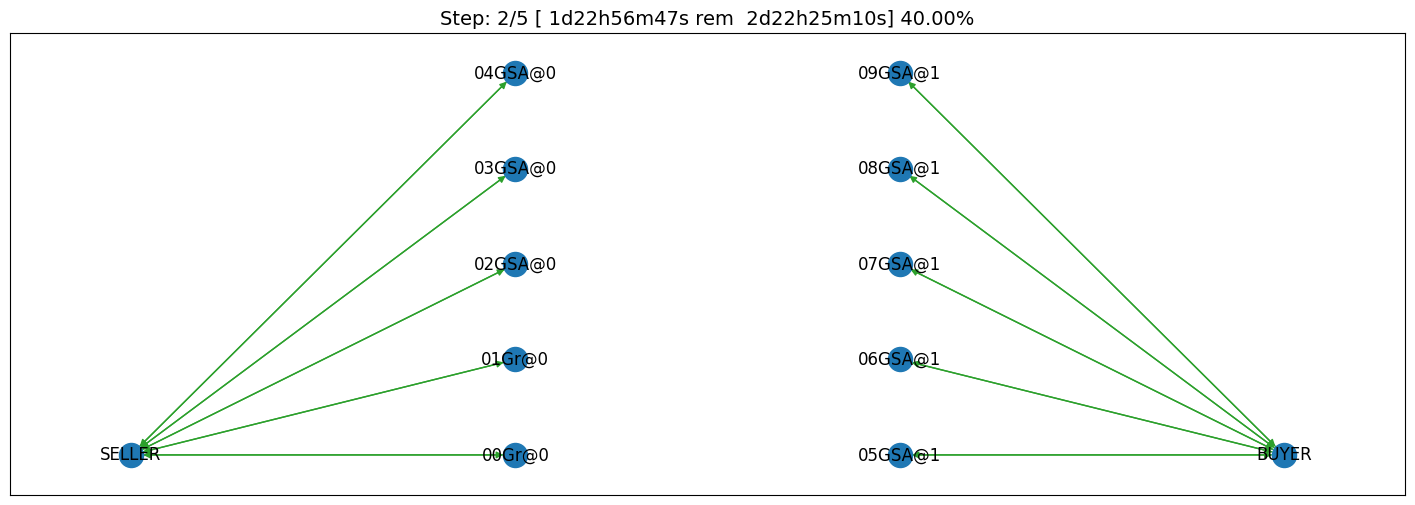 Step: 2/5 [ 1d22h56m47s rem  2d22h25m10s] 40.00%
04GSA@0
09GSA@1
03GSA@0
08GSA@1
02GSA@0
07GSA@1
01Gr@0
06GSA@1
SELLER
00Gr@0
05GSA@1
BUYER